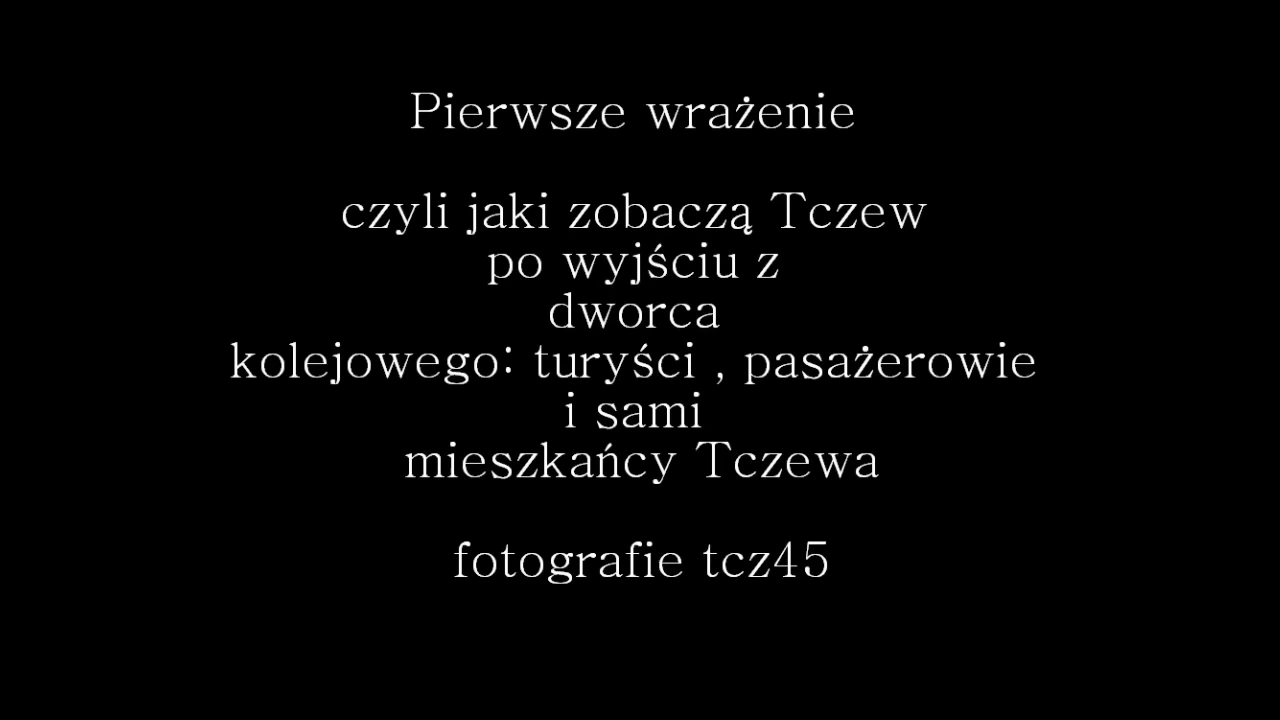 Pierwsze wrażenie
czyli jaki zobaczą Tczew
po wyjściu z
dworca
kolejowego: turyści , pasażerowie
i sami
mieszkańcy Tczewa
fotografie tcz45